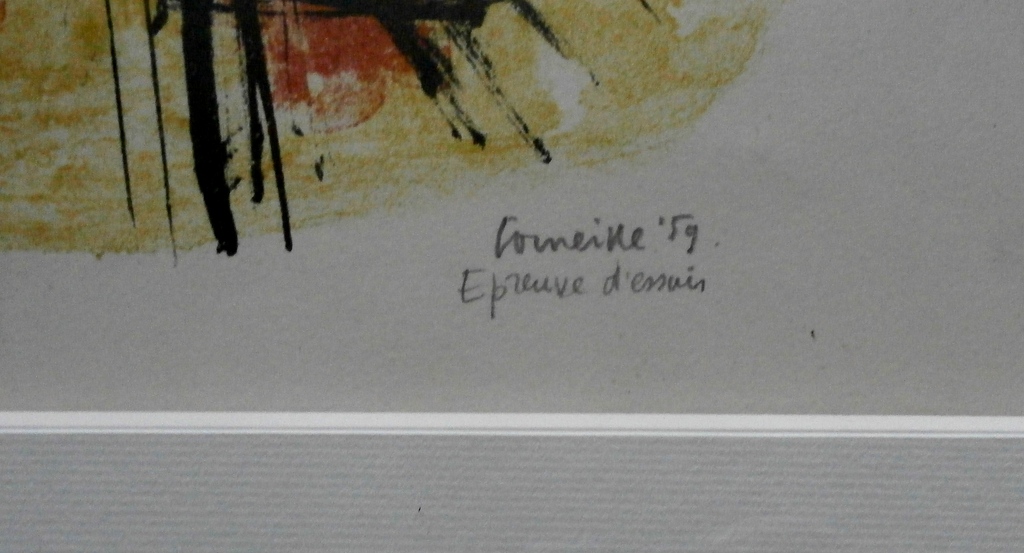 Corneille '59.
Epreuve d'essais